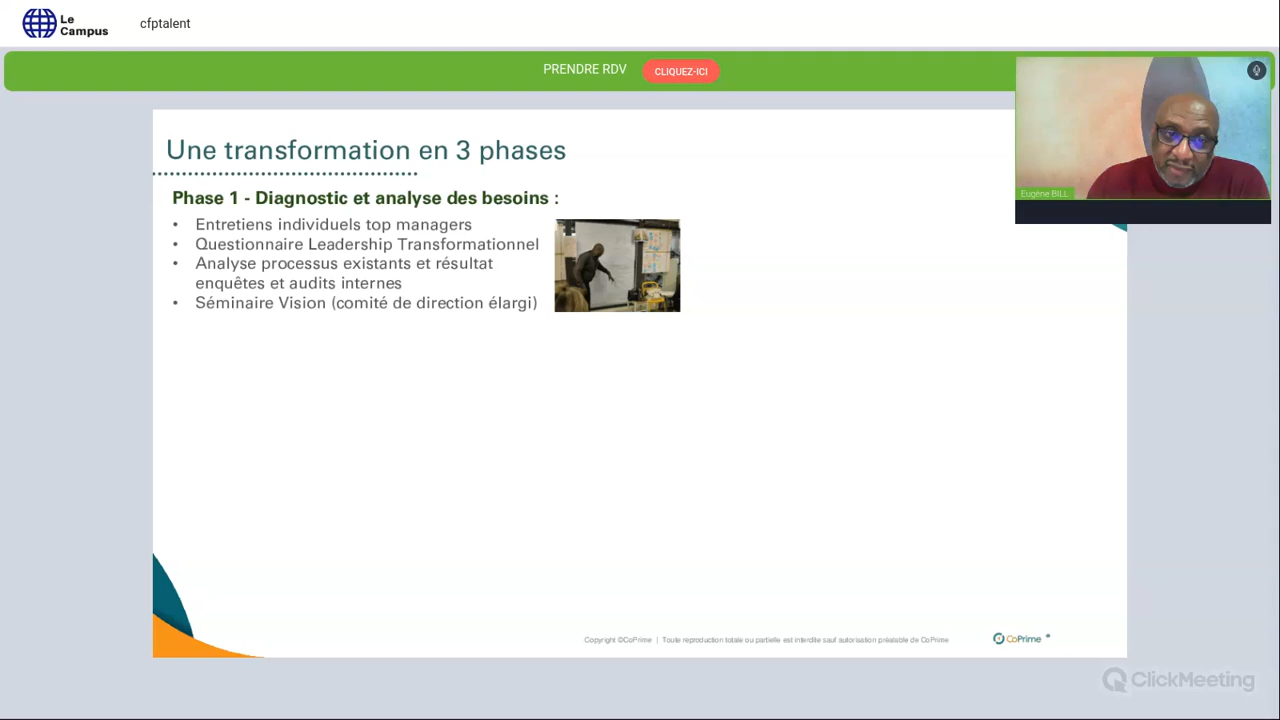 Le
Campus
cfptalent
PRENDRE RDV
CLIQUEZ-ICI
Eugène BILL
Une transformation en 3 phases
Phase 1 - Diagnostic et analyse des besoins :
• Entretiens individuels top managers
• Questionnaire Leadership Transformationnel
• Analyse processus existants et résultat
enquêtes et audits internes
• Séminaire Vision (comité de direction élargi)
Copyright ©CoPrime | Toute reproduction totale ou partielle est interdite sauf autorisation préalable de CoPrime
CoPrime
ClickMeeting